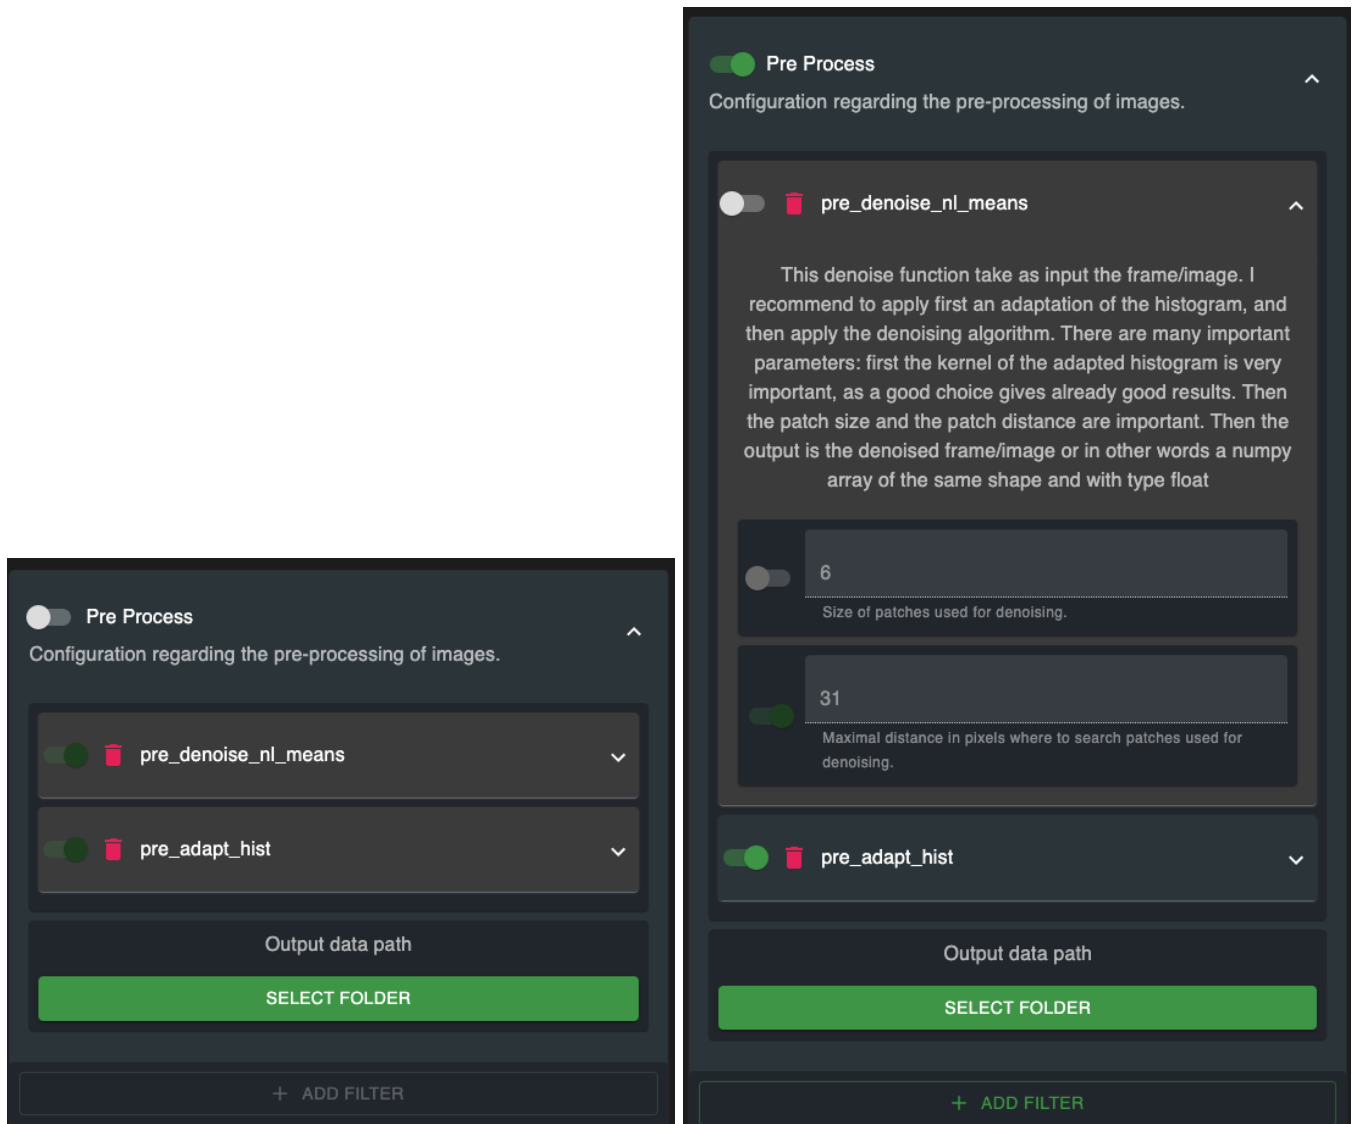 Pre Process
Configuration regarding the pre-processing of images.
pre_denoise_nl_means
pre_adapt_hist
Output data path
SELECT FOLDER
+ ADD FILTER
Pre Process
Configuration regarding the pre-processing of images.
pre_denoise_nl_means
This denoise function take as input the frame/image. I
recommend to apply first an adaptation of the histogram, and
then apply the denoising algorithm. There are many important
parameters: first the kernel of the adapted histogram is very
important, as a good choice gives already good results. Then
the patch size and the patch distance are important. Then the
output is the denoised frame/image or in other words a numpy
array of the same shape and with type float
6
Size of patches used for denoising.
31
Maximal distance in pixels where to search patches used for
denoising.
pre_adapt_hist
Output data path
SELECT FOLDER
+ ADD FILTER